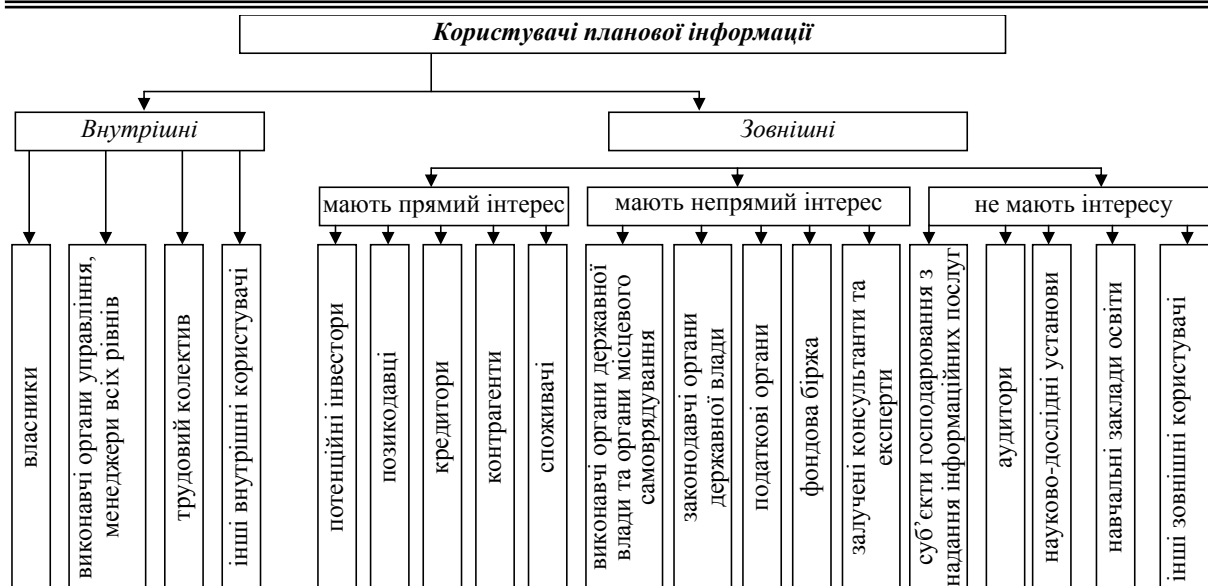 Користувачі планової інформації
Внутрішні
Зовнішні
мають прямий інтерес
мають непрямий інтерес
не мають інтересу
власники
виконавчі органи управління,
менеджери всіх рівнів
трудовий колектив
інші внутрішні користувачі
потенційні інвестори
позикодавці
кредитори
контрагенти
споживачі
виконавчі органи державної
влади та органи місцевого
самоврядування
законодавчі органи
державної влади
податкові органи
фондова біржа
залучені консультанти та
експерти
суб’єкти господарювання з
надання інформаційних послуг
аудитори
науково-дослідні установи
навчальні заклади освіти
інші зовнішні користувачі